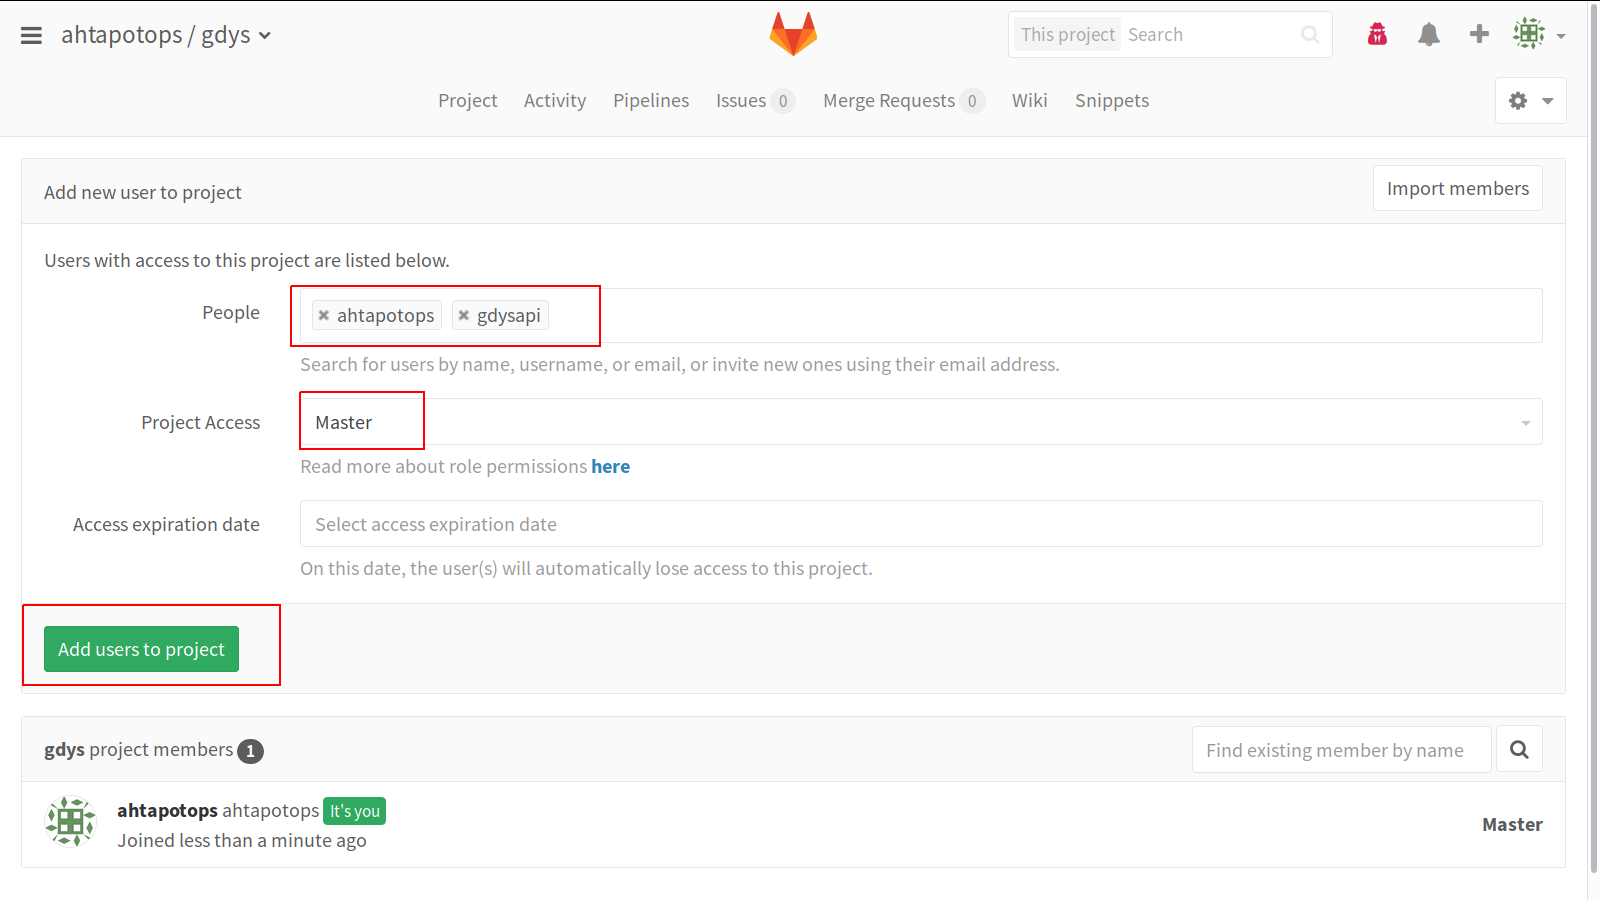 ahtapotops / gdys
This project Search
Project Activity Pipelines Issues 0 Merge Requests 0 Wiki Snippets
Add new user to project
Import members
Users with access to this project are listed below.
People
ahtapotops gdysapi
Search for users by name, username, or email, or invite new ones using their email address.
Project Access
Master
Read more about role permissions here
Access expiration date
Select access expiration date
On this date, the user(s) will automatically lose access to this project.
Add users to project
gdys project members 1
Find existing member by name
ahtapotops ahtapotops It's you
Joined less than a minute ago
Master